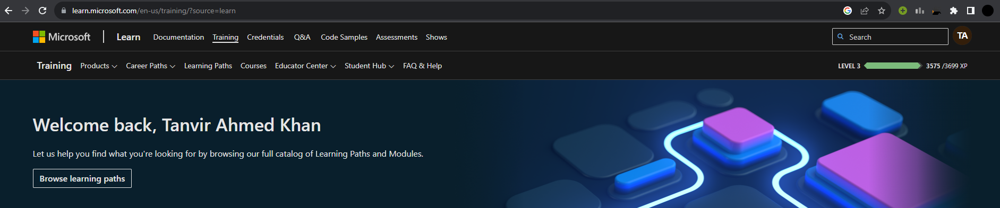 learn.microsoft.com/en-us/training/?source=learn
Microsoft Learn Documentation Training Credentials Q&A Code Samples Assessments Shows Search TA
Training Products Career Paths Learning Paths Courses Educator Center Student Hub FAQ & Help LEVEL 3 3575 /3699 XP
Welcome back, Tanvir Ahmed Khan
Let us help you find what you're looking for by browsing our full catalog of Learning Paths and Modules.
Browse learning paths